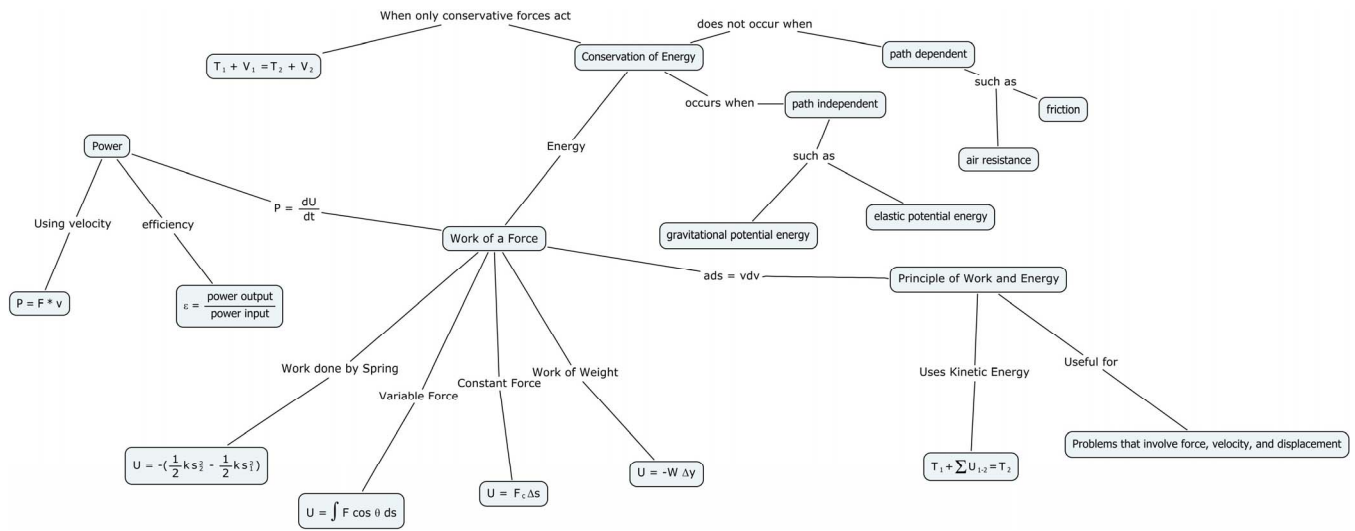 When only conservative forces act
does not occur when
T₁ + V₁ = T₂ + V₂
Conservation of Energy
path dependent
such as
occurs when
path independent
friction
Power
Energy
such as
air resistance
P = dU/dt
Using velocity
efficiency
elastic potential energy
Work of a Force
gravitational potential energy
ads = vdv
Principle of Work and Energy
P = F * v
ε = power output/power input
Work done by Spring
Variable Force
Constant Force
Work of Weight
Uses Kinetic Energy
Useful for
U = -(1/2 k s₂² - 1/2 k s₁²)
U = ∫ F cos θ ds
U = F꜀Δs
U = -W Δy
T₁ + ∑U₁₋₂ = T₂
Problems that involve force, velocity, and displacement